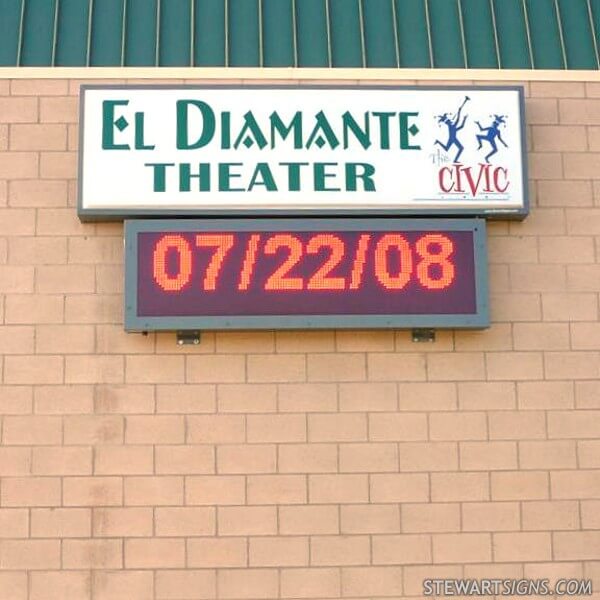 EL DIAMANTE
THEATER
The
CIVIC
07/22/08
STEWARTSIGNS.COM